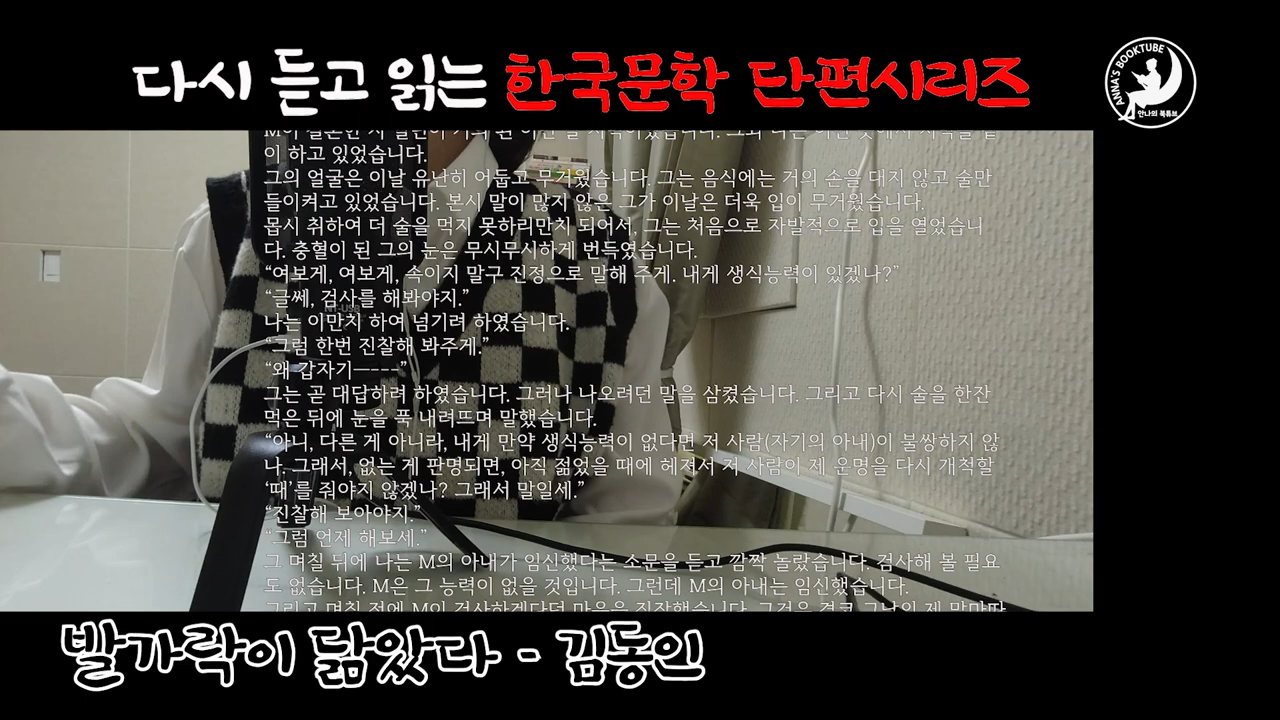 다시 듣고 읽는 한국문학 단편시리즈
ANNA'S BOOKTUBE
안나의 북튜브
이 하고 있었습니다.
그의 얼굴은 이날 유난히 어둡고 무거웠습니다. 그는 음식에는 거의 손을 대지 않고 술만
들이켜고 있었습니다. 본시 말이 많지 않은 그가 이날은 더욱 입이 무거웠습니다.
몹시 취하여 더 술을 먹지 못하리만치 되어서, 그는 처음으로 자발적으로 입을 열었습니
다. 충혈이 된 그의 눈은 무시무시하게 번득였습니다.
“여보게, 여보게, 속이지 말구 진정으로 말해 주게. 내게 생식능력이 있겠나?”
“글쎄, 검사를 해봐야지.”
나는 이만치 하여 넘기려 하였습니다.
“그럼 한번 진찰해 봐주게.”
“왜 갑자기―---”
그는 곧 대답하려 하였습니다. 그러나 나오려던 말을 삼켰습니다. 그리고 다시 술을 한잔
먹은 뒤에 눈을 푹 내려뜨며 말했습니다.
“아니, 다른 게 아니라, 내게 만약 생식능력이 없다면 저 사람(자기의 아내)이 불쌍하지 않
나. 그래서, 없는 게 판명되면, 아직 젊었을 때에 헤져서 저 사람이 제 운명을 다시 개척할
‘때’를 줘야지 않겠나? 그래서 말일세.”
“진찰해 보아야지.”
“그럼 언제 해보세.”
그 며칠 뒤에 나는 M의 아내가 임신했다는 소문을 듣고 깜짝 놀랐습니다. 검사해 볼 필요
도 없습니다. M은 그 능력이 없을 것입니다. 그런데 M의 아내는 임신했습니다.
발가락이 닮았다 - 김동인